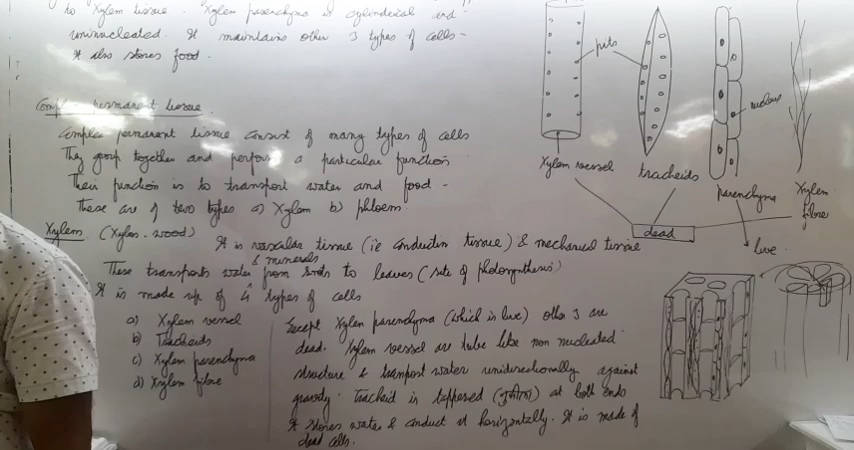 to Xylem tissue. Xylem parenchyma is cylinderical and
uninucleated. It maintains other 3 types of cells-
It also stores food.
permanent tissue
Complex permanent tissue consist of many types of cells
They group together and perform a particular function
Their function is to transport water and food -
These are of two types a) Xylem b) phloem.
Xylem (Xylos - wood) It is vascular tissue (ie conductin tissue) & mechanical tissue
& minerals
These transports water from roots to leaves (site of photosynthesis)
It is made up of 4 types of cells
a) Xylem vessel
b) Tracheids
c) Xylem parenchyma
d) Xylem fibre
Except Xylem parenchyma (which is live) other 3 are
dead. Xylem vessel are tube like non nucleated
structure & transport water unidirectionally against
gravity. Tracheid is tappered (नुकीला) at both ends
It stores water & conduct it horizontally. It is made of
dead cells.
pits
nucleus
Xylem vessel
tracheids
parenchyma
Xylem
fibre
dead
live